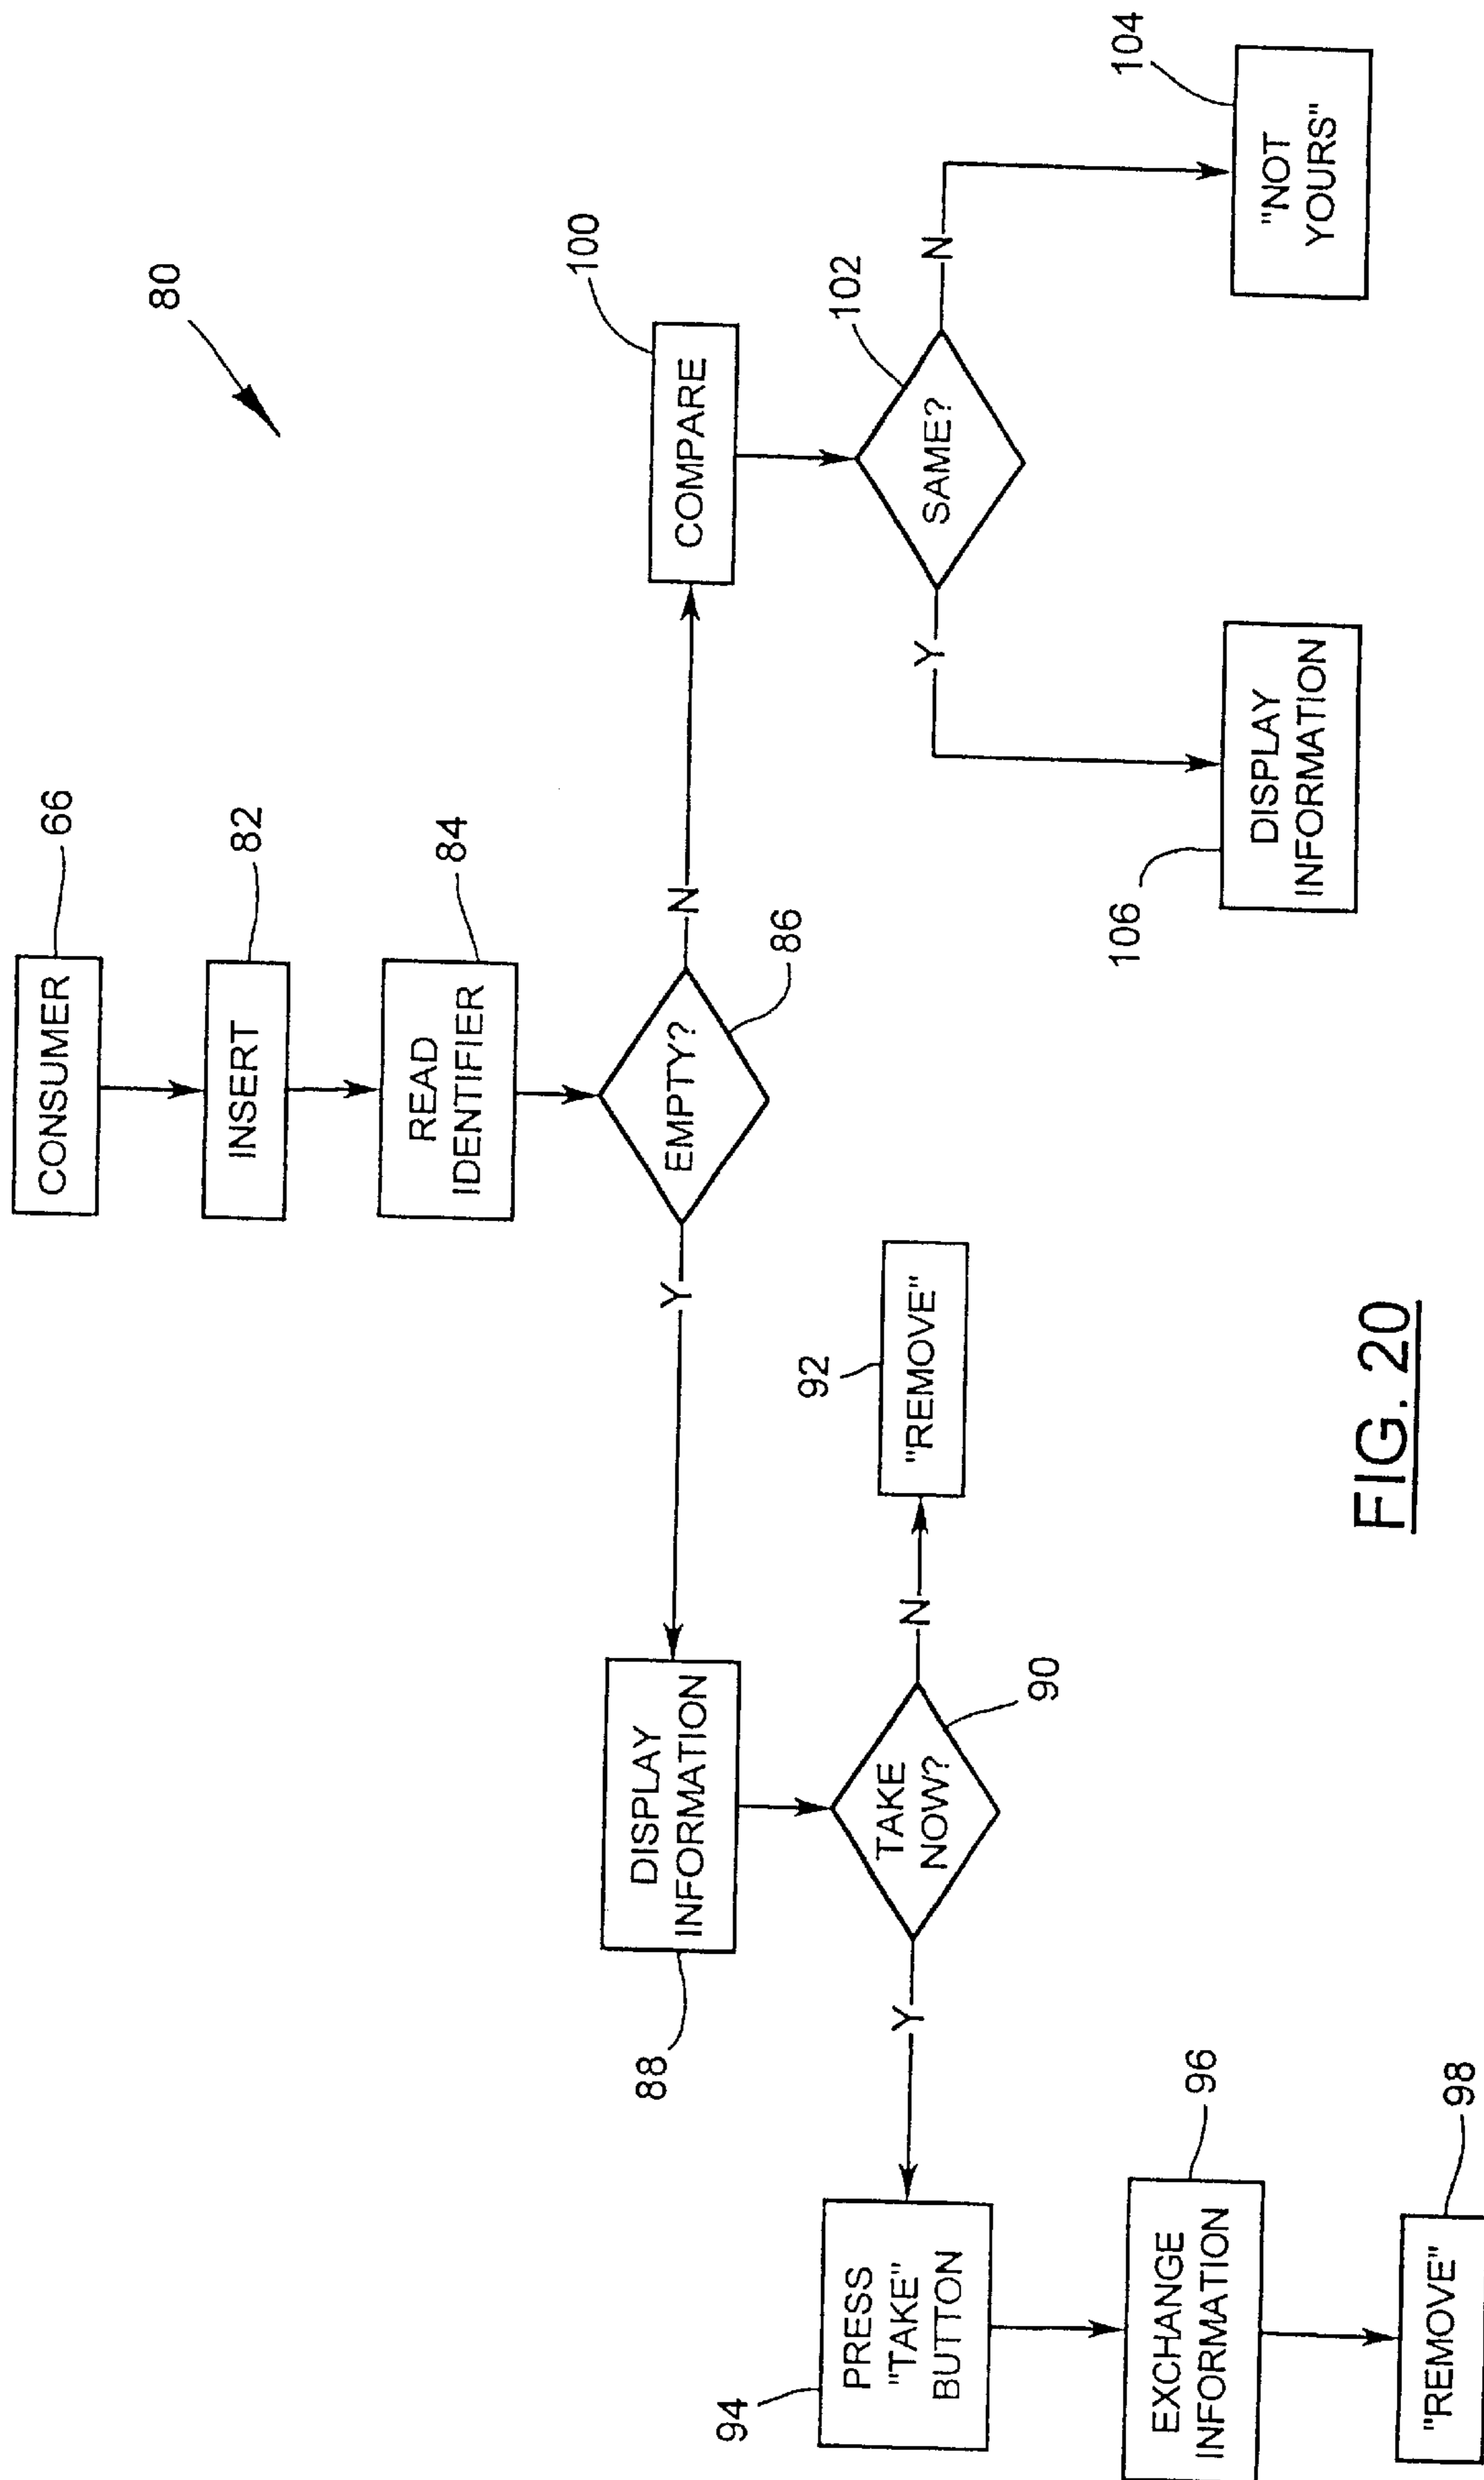 80
CONSUMER
66
INSERT
82
READ
IDENTIFIER
84
EMPTY?
86
Y
N
DISPLAY
INFORMATION
88
TAKE
NOW?
90
N
"REMOVE"
92
Y
PRESS
"TAKE"
BUTTON
94
EXCHANGE
INFORMATION
96
"REMOVE"
98
COMPARE
100
SAME?
102
Y
N
"NOT
YOURS"
104
DISPLAY
INFORMATION
106
FIG. 20